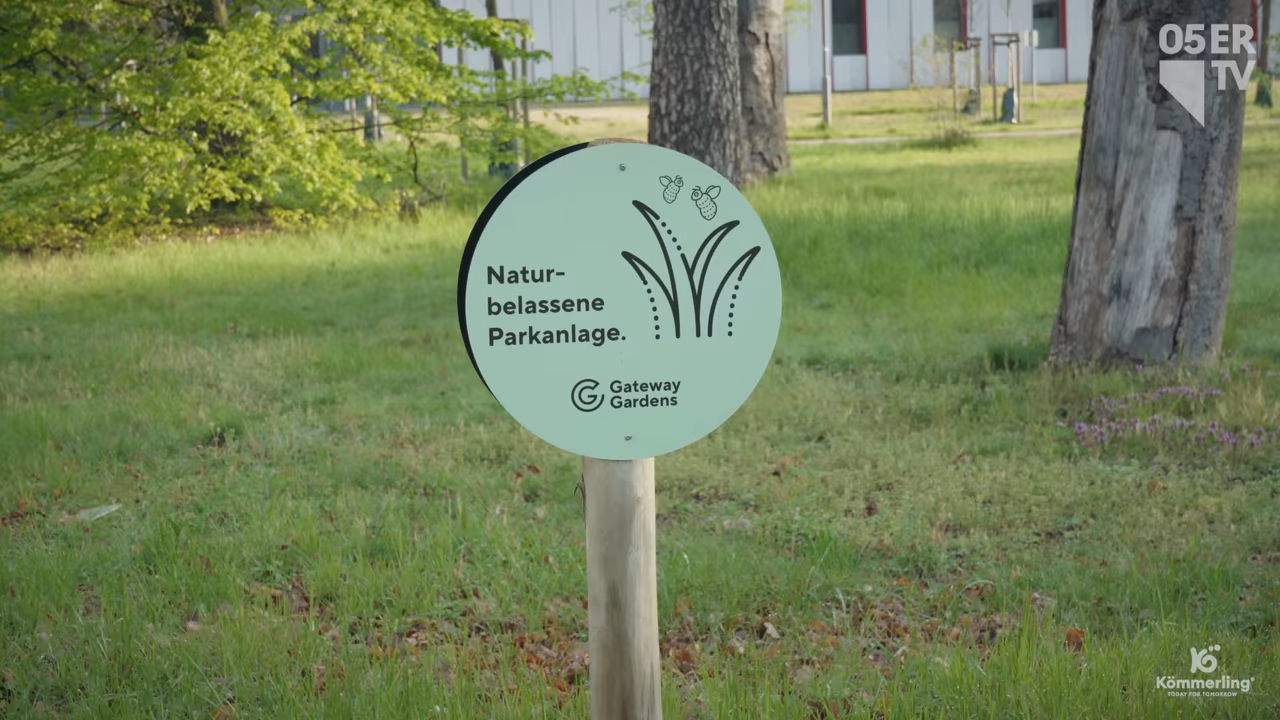 05ER
TV
Natur-
belassene
Parkanlage.
Gateway
Gardens
Kömmerling®
TODAY FOR TOMORROW